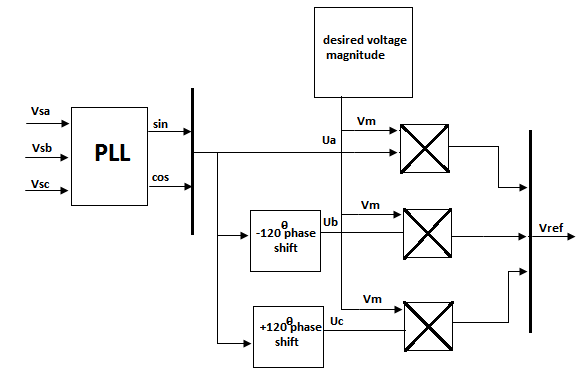 desired voltage
magnitude
Vsa
Vsb
Vsc
PLL
sin
cos
Vm
Ua
Vm
θ
-120 phase
shift
Ub
Vref
Vm
θ
+120 phase
shift
Uc